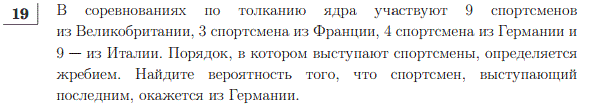 19 В соревнованиях по толканию ядра участвуют 9 спортсменов
из Великобритании, 3 спортсмена из Франции, 4 спортсмена из Германии и
9 — из Италии. Порядок, в котором выступают спортсмены, определяется
жребием. Найдите вероятность того, что спортсмен, выступающий
последним, окажется из Германии.